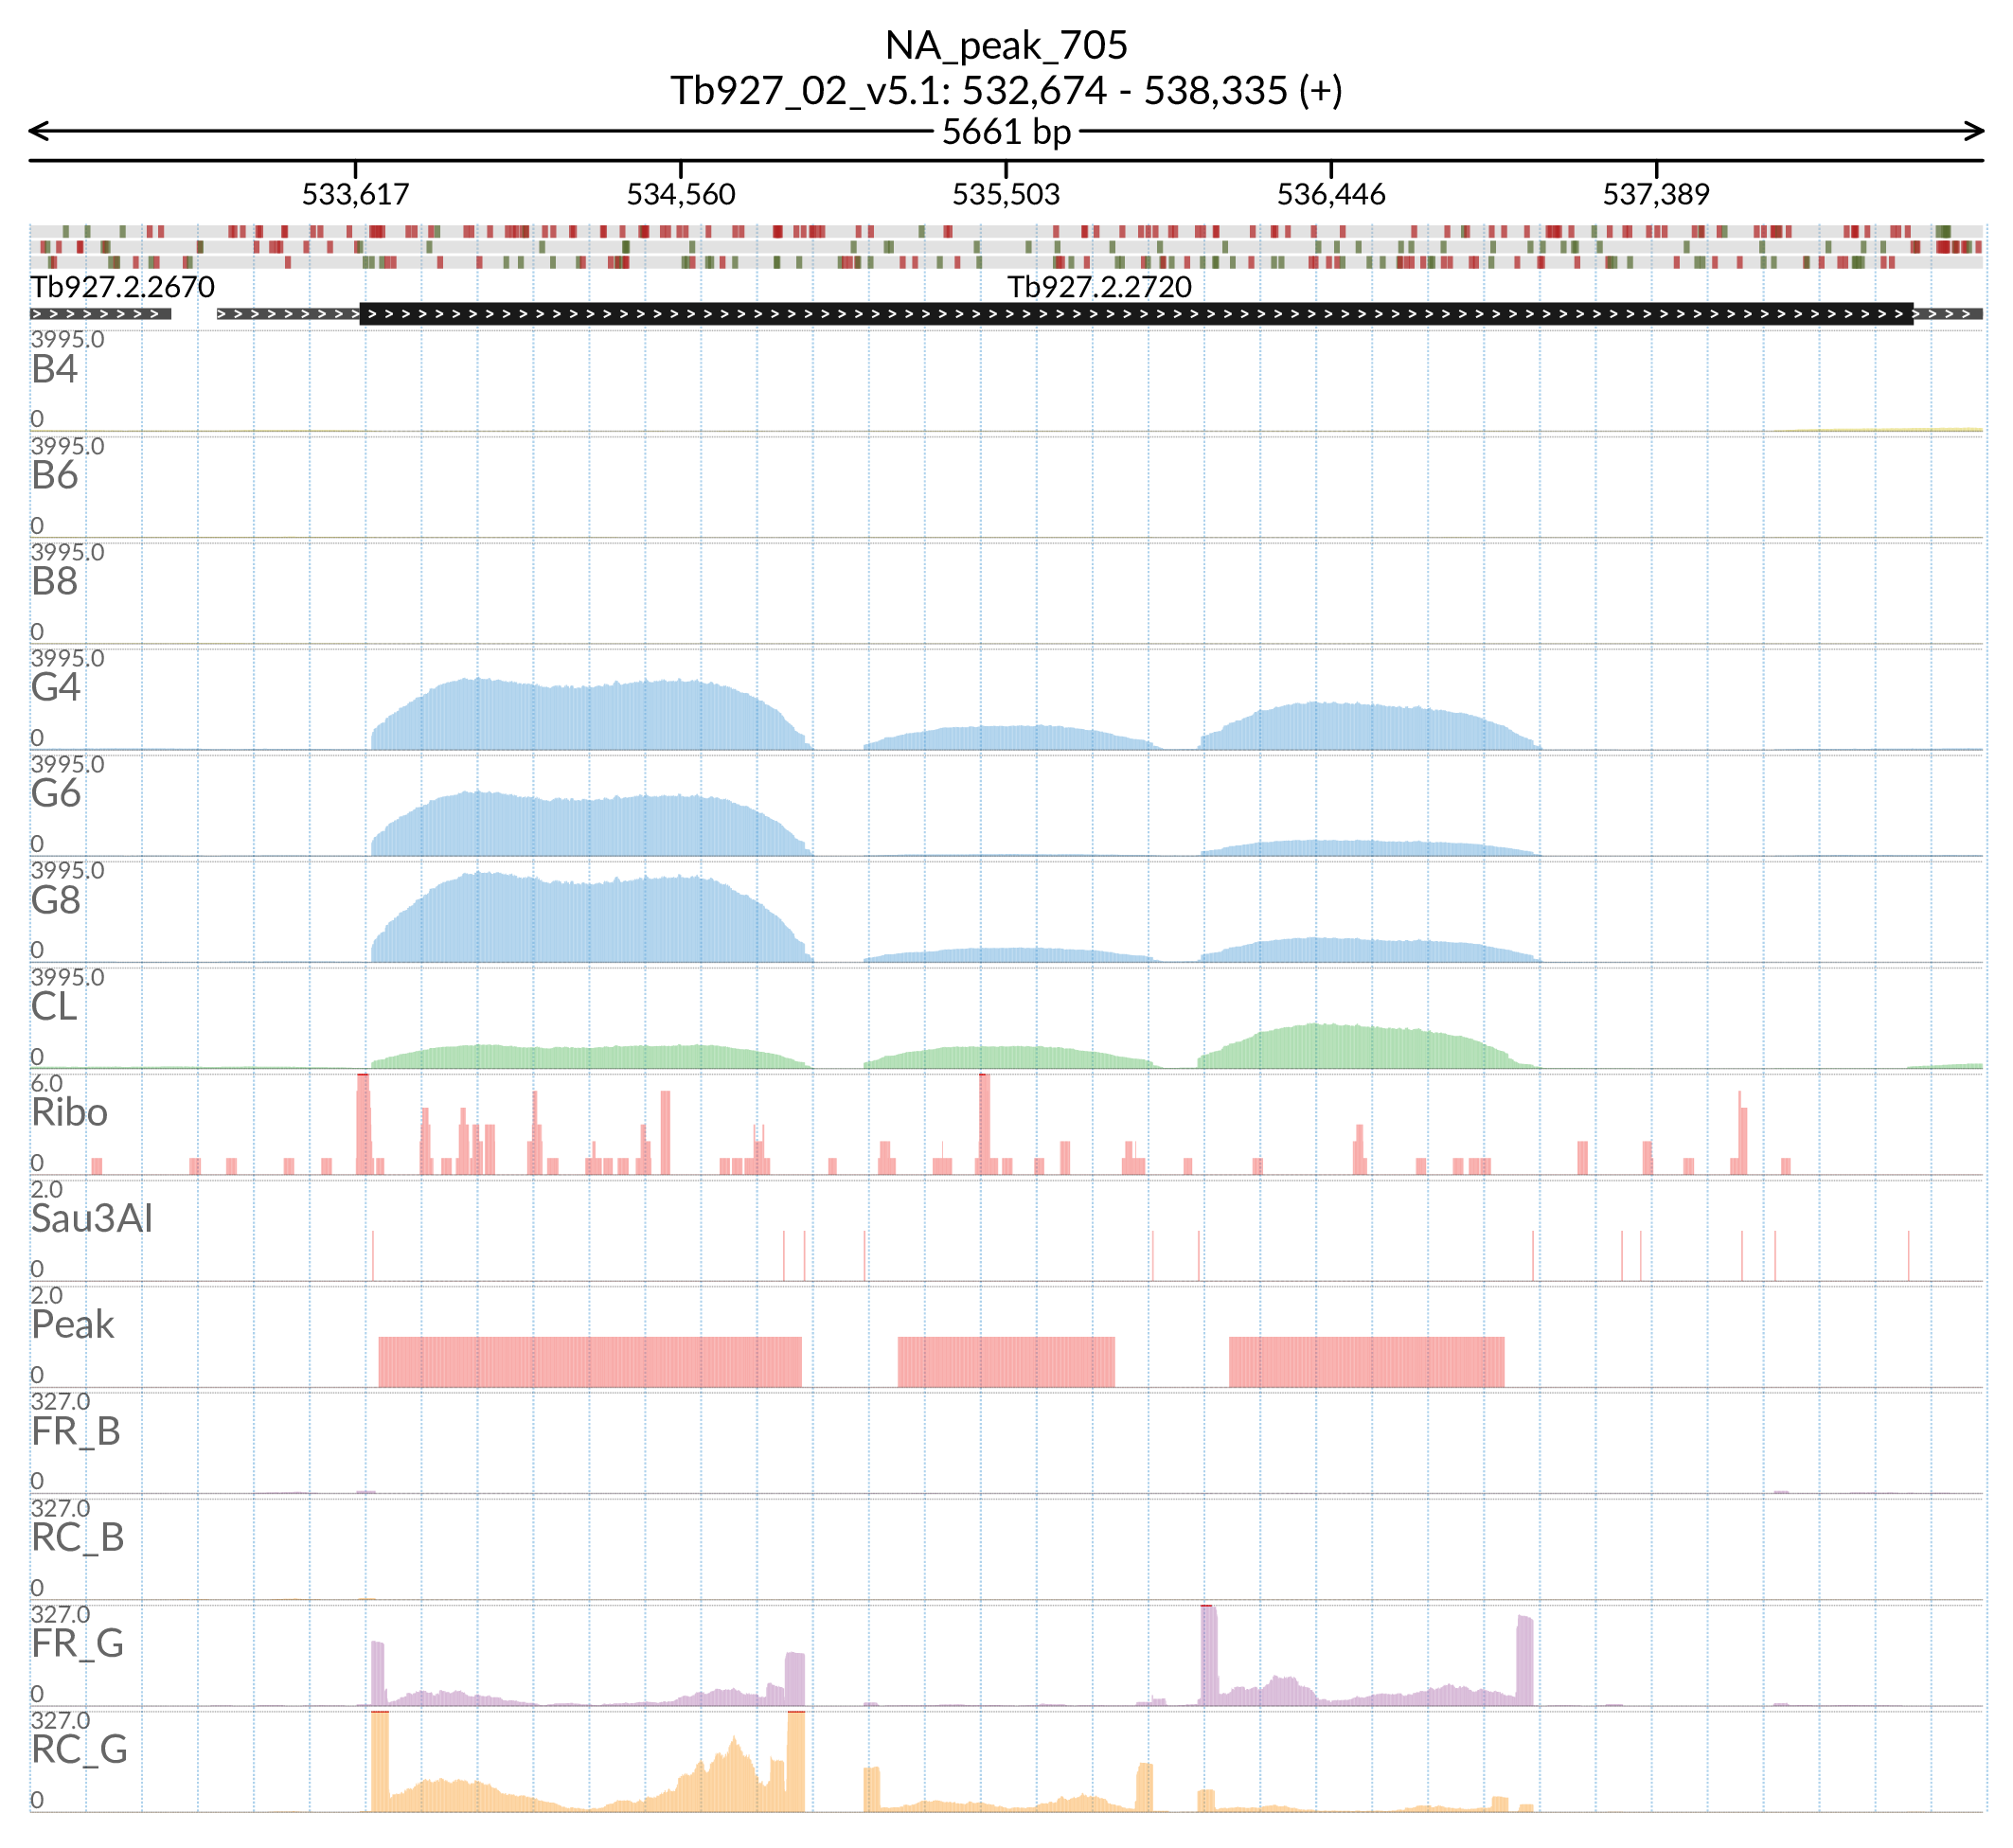 NA_peak_705
Tb927_02_v5.1: 532,674 - 538,335 (+)
5661 bp
533,617 534,560 535,503 536,446 537,389
Tb927.2.2670 Tb927.2.2720
3995.0
B4
0
3995.0
B6
0
3995.0
B8
0
3995.0
G4
0
3995.0
G6
0
3995.0
G8
0
3995.0
CL
0
6.0
Ribo
0
2.0
Sau3AI
0
2.0
Peak
0
327.0
FR_B
0
327.0
RC_B
0
327.0
FR_G
0
327.0
RC_G
0